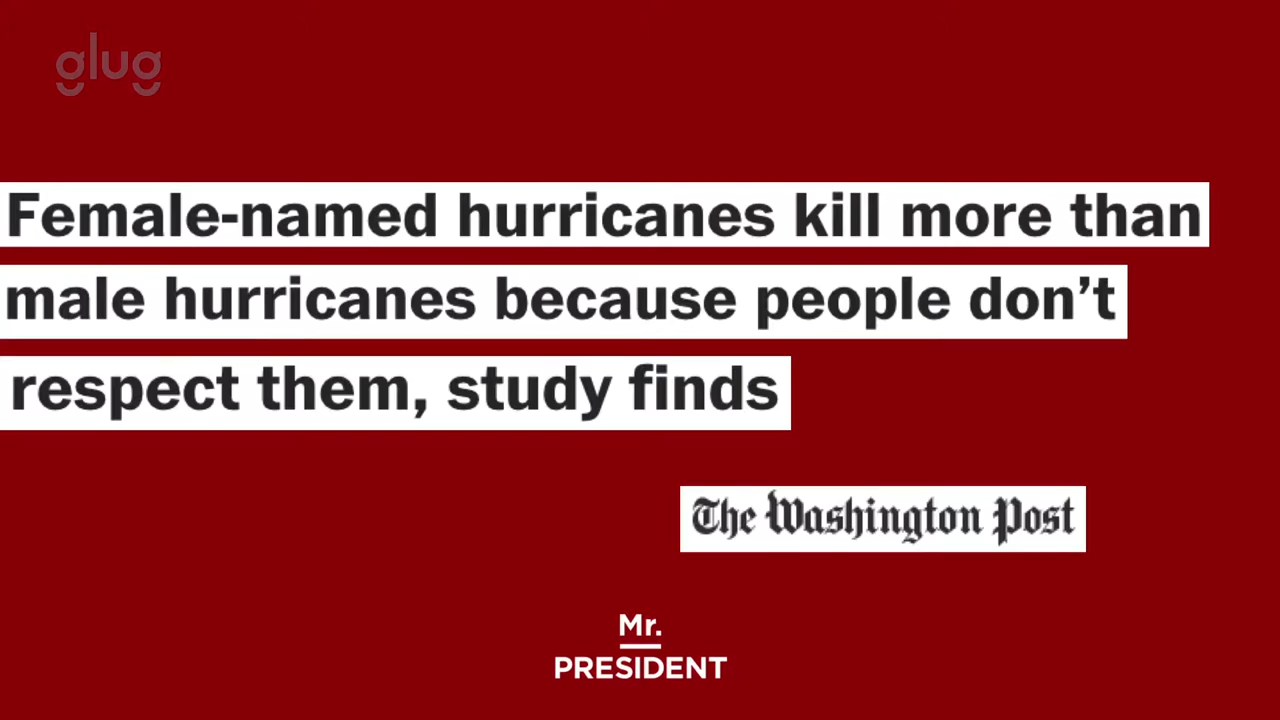 glug
Female-named hurricanes kill more than
male hurricanes because people don’t
respect them, study finds
The Washington Post
Mr.
PRESIDENT